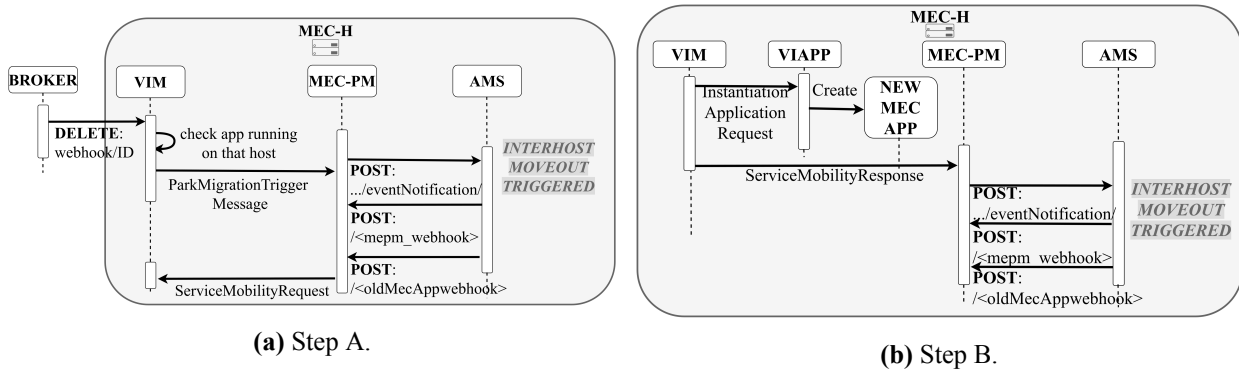 MEC-H
BROKER
VIM
MEC-PM
AMS
DELETE:
webhook/ID
check app running
on that host
ParkMigrationTrigger
Message
POST:
.../eventNotification/
POST:
/<mepm_webhook>
POST:
/<oldMecAppwebhook>
ServiceMobilityRequest
INTERHOST
MOVEOUT
TRIGGERED
(a) Step A.
MEC-H
VIM
VIAPP
MEC-PM
AMS
Instantiation
Application
Request
Create
NEW
MEC
APP
ServiceMobilityResponse
POST:
.../eventNotification/
POST:
/<mepm_webhook>
POST:
/<oldMecAppwebhook>
INTERHOST
MOVEOUT
TRIGGERED
(b) Step B.